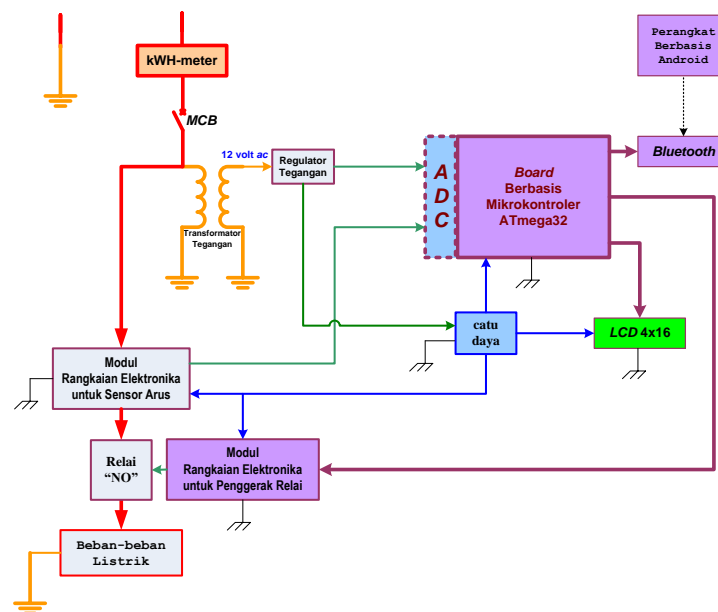 kWH-meter
Perangkat
Berbasis
Android
MCB
12 volt ac
Regulator
Tegangan
A
D
C
Board
Berbasis
Mikrokontroler
ATmega32
Bluetooth
Transformator
Tegangan
catu
daya
LCD 4x16
Modul
Rangkaian Elektronika
untuk Sensor Arus
Relai
“NO”
Modul
Rangkaian Elektronika
untuk Penggerak Relai
Beban-beban
Listrik